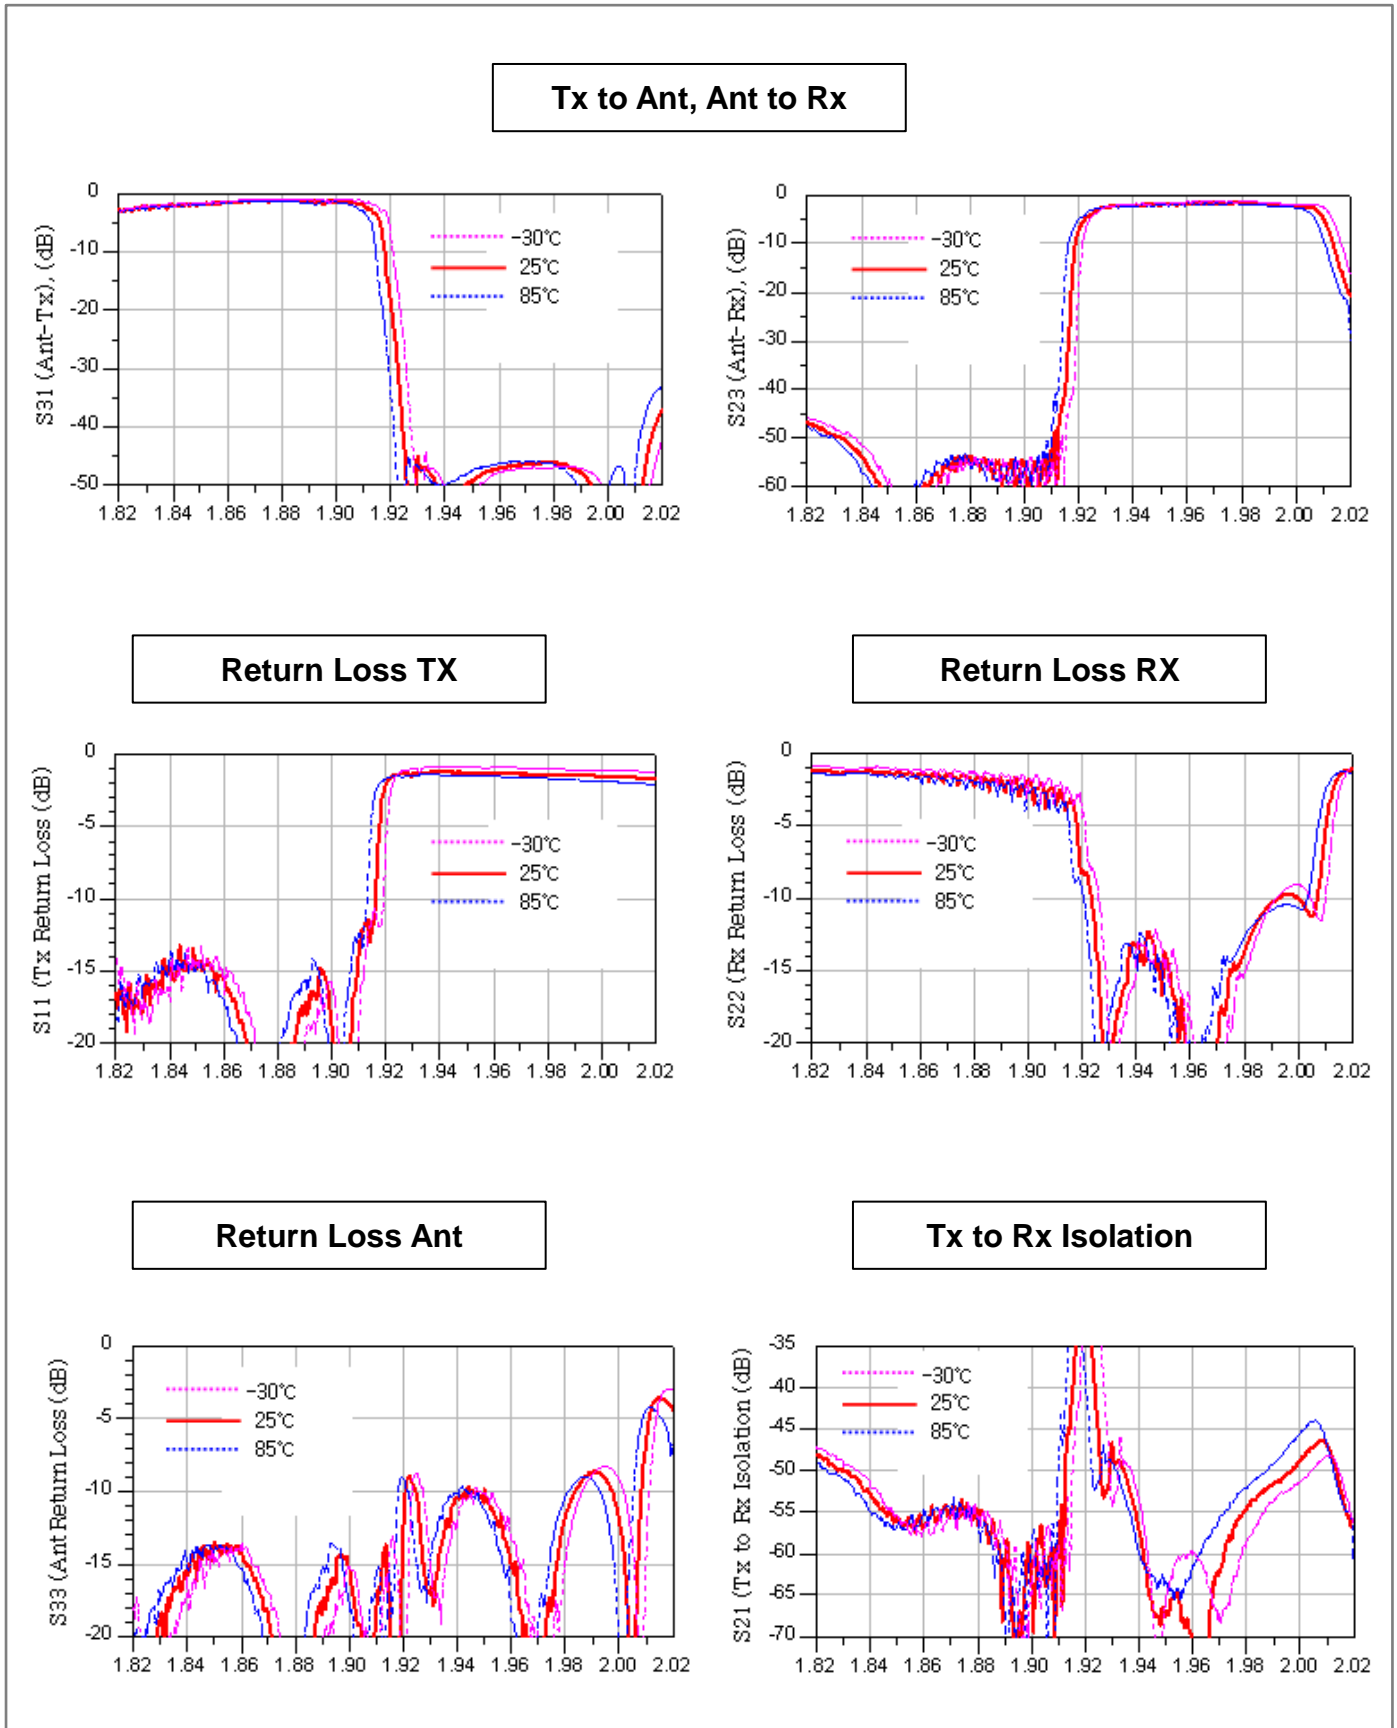 Tx to Ant, Ant to Rx
S31 (Ant-Tx), (dB)
0
-10
-20
-30
-40
-50
-30°C
25°C
85°C
1.82 1.84 1.86 1.88 1.90 1.92 1.94 1.96 1.98 2.00 2.02
S23 (Ant-Rx), (dB)
0
-10
-20
-30
-40
-50
-60
-30°C
25°C
85°C
1.82 1.84 1.86 1.88 1.90 1.92 1.94 1.96 1.98 2.00 2.02
Return Loss TX
S11 (Tx Return Loss (dB)
0
-5
-10
-15
-20
-30°C
25°C
85°C
1.82 1.84 1.86 1.88 1.90 1.92 1.94 1.96 1.98 2.00 2.02
Return Loss RX
S22 (Rx Return Loss (dB)
0
-5
-10
-15
-20
-30°C
25°C
85°C
1.82 1.84 1.86 1.88 1.90 1.92 1.94 1.96 1.98 2.00 2.02
Return Loss Ant
S33 (Ant Return Loss (dB)
0
-5
-10
-15
-20
-30°C
25°C
85°C
1.82 1.84 1.86 1.88 1.90 1.92 1.94 1.96 1.98 2.00 2.02
Tx to Rx Isolation
S21 (Tx to Rx Isolation (dB)
-35
-40
-45
-50
-55
-60
-65
-70
-30°C
25°C
85°C
1.82 1.84 1.86 1.88 1.90 1.92 1.94 1.96 1.98 2.00 2.02